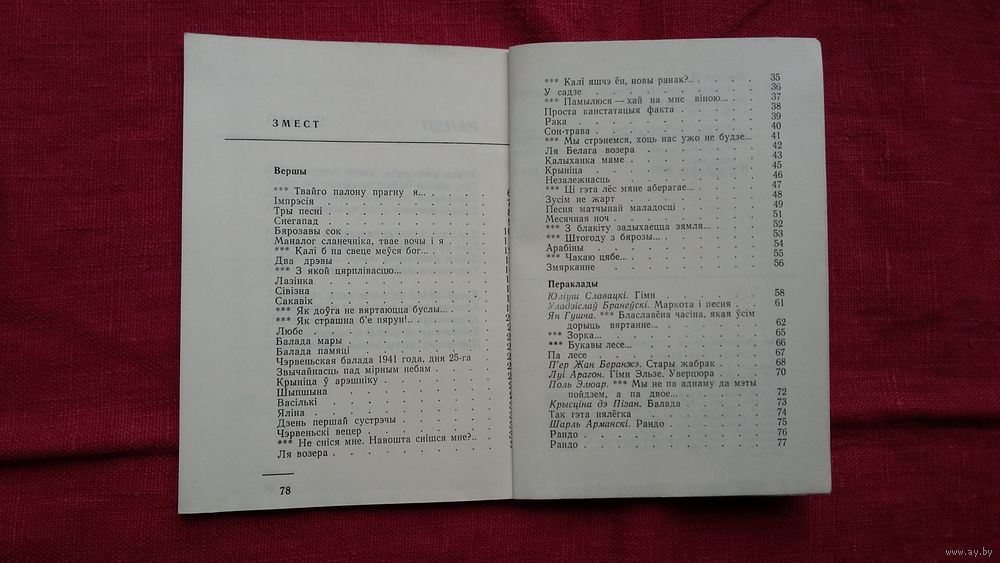 ЗМЕСТ
Вершы
*** Твайго палону прагну я...
Імпрэсія
Тры песні
Снегапад
Бярозавы сок
Маналог сланечніка, твае вочы і я
*** Қалі б на свеце меўся бог...
Два дрэвы
*** З якой цярплівасцю...
Лазінка
Сівізна
Сакавік
*** Як доўга не вяртаюцца буслы...
*** Як страшна б'е пярун!..
Любе
Балада мары
Балада памяці
Чэрвеньская балада 1941 года, дня 25-га
Звычайнасць пад мірным небам
Крыніца ў арэшніку
Шыпшына
Васількі
Яліна
Дзень першай сустрэчы
Чэрвеньскі вецер
*** Не сніся мне. Навошта снішся мне?..
Ля возера
78
*** Калі яшчэ ён, новы ранак?.. 35
У садзе 36
*** Памылюся — хай на мне віною... 37
Проста канстатацыя факта 38
Рака 39
Сон-трава 40
*** Мы стрэнемся, хоць нас ужо не будзе... 41
Ля Белага возера 42
Калыханка маме 43
Крыніца 45
Незалежнасць 46
*** Ці гэта лёс мяне аберагае... 47
Зусім не жарт 48
Песня матчынай маладосці 49
Месячная ноч 51
*** З блакіту задыхаецца зямля... 52
*** Штогоду з бярозы... 53
Арабіны 54
*** Чакаю цябе... 55
Змярканне 56
Пераклады
Юліуш Славацкі. Гімн 58
Уладзіслаў Бранеўскі. Маркота і песня 61
Ян Гушча. *** Блаславёна часіна, якая ўсім
дорыць вяртанне... 62
*** Зорка... 65
*** Букавы лесе... 66
Па лесе 67
П'ер Жан Беранжэ. Стары жабрак 68
Луі Арагон. Гімн Эльзе. Уверцюра 70
Поль Элюар. *** Мы не па аднаму да мэты
пойдзем, а па двое... 72
Крысціна дэ Пізан. Балада 73
Так гэта нялёгка 74
Шарль Арманскі. Рандо 75
Рандо 76
Рандо 77
www.ay.by